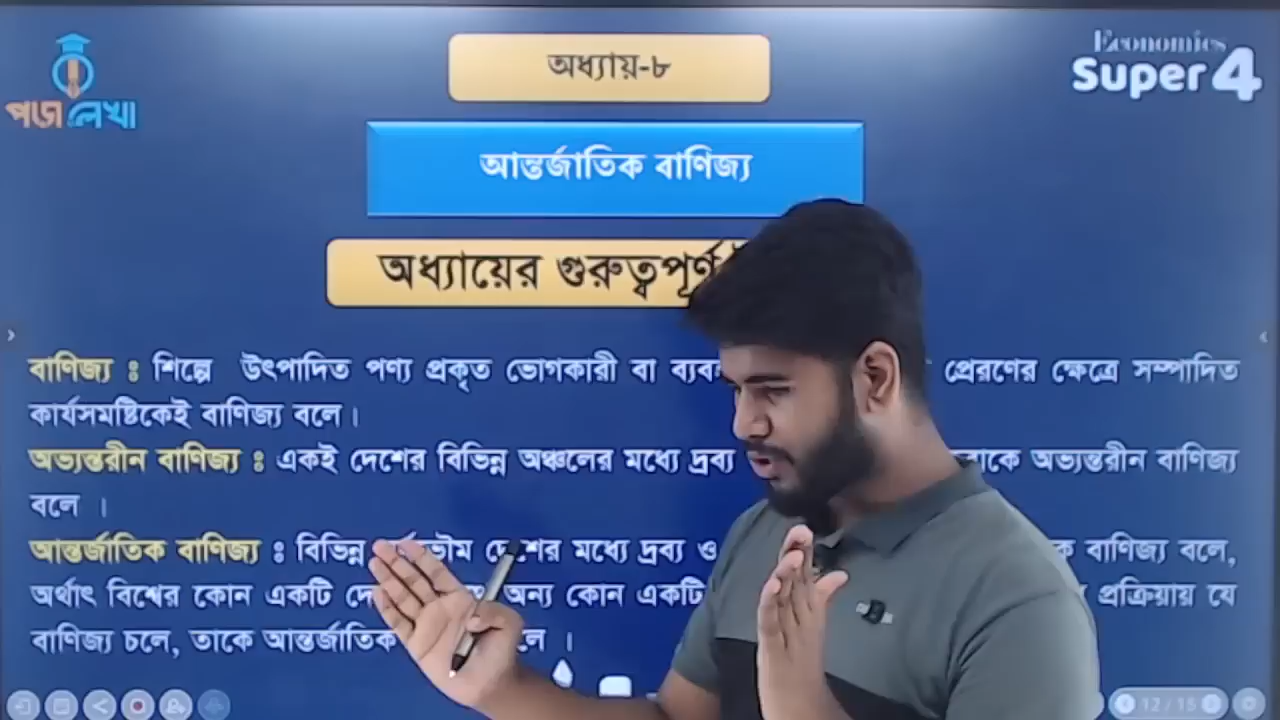 পড়া লেখা
Economics
Super 4
অধ্যায়-৮
আন্তর্জাতিক বাণিজ্য
অধ্যায়ের গুরুত্বপূর্ণ
বাণিজ্য ঃ শিল্পে উৎপাদিত পণ্য প্রকৃত ভোগকারী বা প্রেরণের ক্ষেত্রে সম্পাদিত
কার্যসমষ্টিকেই বাণিজ্য বলে।
অভ্যন্তরীন বাণিজ্য ঃ একই দেশের বিভিন্ন অঞ্চলের মধ্যে দ্রব্য অভ্যন্তরীন বাণিজ্য
বলে ।
আন্তর্জাতিক বাণিজ্য ঃ বিভিন্ন দেশের মধ্যে দ্রব্য ও বাণিজ্য বলে,
অর্থাৎ বিশ্বের কোন একটি অন্য কোন একটি প্রক্রিয়ায় যে
বাণিজ্য চলে, তাকে আন্তর্জাতিক ।
12 / 15